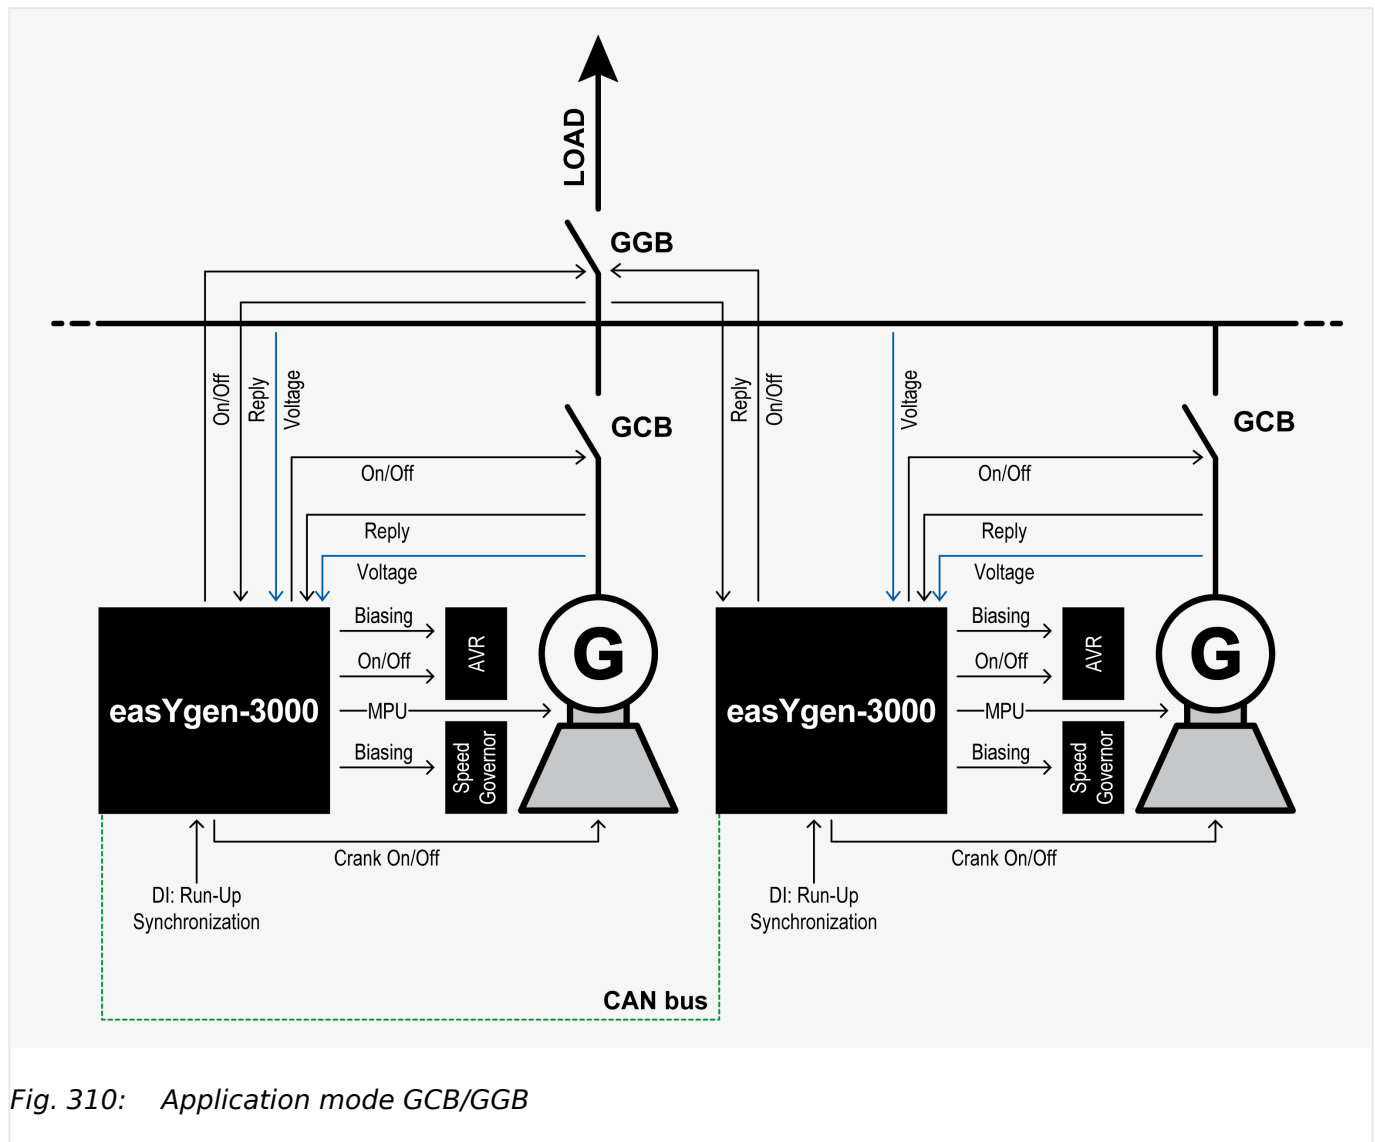 LOAD
GGB
On/Off
Reply
Voltage
Reply
On/Off
Voltage
GCB
GCB
On/Off
Reply
Voltage
On/Off
Reply
Voltage
easYgen-3000
Biasing
On/Off
MPU
Biasing
AVR
Speed
Governor
G
easYgen-3000
Biasing
On/Off
MPU
Biasing
AVR
Speed
Governor
G
Crank On/Off
DI: Run-Up
Synchronization
Crank On/Off
DI: Run-Up
Synchronization
CAN bus
Fig. 310: Application mode GCB/GGB